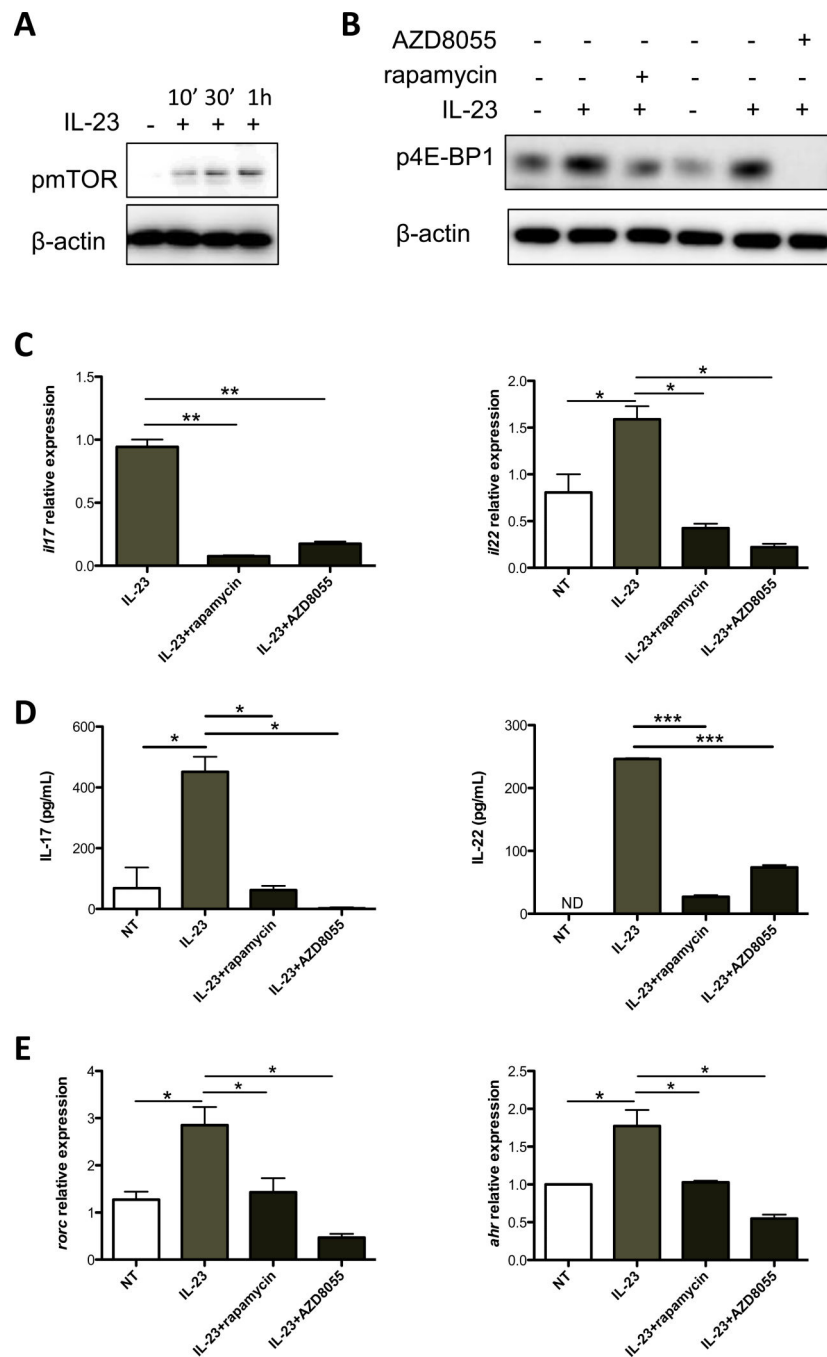 A
10’ 30’ 1h
IL-23 - + + +
pmTOR
β-actin
B
AZD8055 - - - - - +
rapamycin - - + - - -
IL-23 - + + - + +
p4E-BP1
β-actin
C
il17 relative expression
1.5
1.0
0.5
0.0
**
**
IL-23
IL-23+rapamycin
IL-23+AZD8055
il22 relative expression
2.0
1.5
1.0
0.5
0.0
*
*
*
NT
IL-23
IL-23+rapamycin
IL-23+AZD8055
D
IL-17 (pg/mL)
600
400
200
0
*
*
*
NT
IL-23
IL-23+rapamycin
IL-23+AZD8055
IL-22 (pg/mL)
300
200
100
0
***
***
ND
NT
IL-23
IL-23+rapamycin
IL-23+AZD8055
E
rorc relative expression
4
3
2
1
0
*
*
*
NT
IL-23
IL-23+rapamycin
IL-23+AZD8055
ahr relative expression
2.5
2.0
1.5
1.0
0.5
0.0
*
*
*
NT
IL-23
IL-23+rapamycin
IL-23+AZD8055